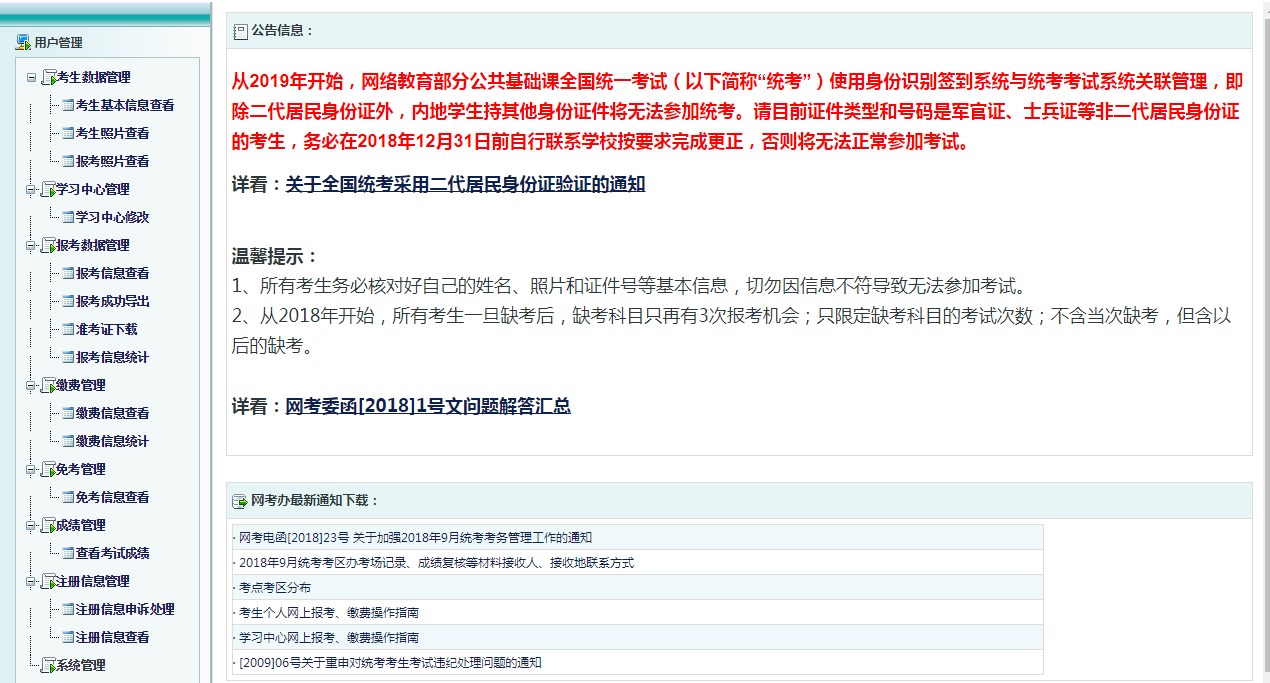 用户管理
考生数据管理
考生基本信息查看
考生照片查看
报考照片查看
学习中心管理
学习中心修改
报考数据管理
报考信息查看
报考成功导出
准考证下载
报考信息统计
缴费管理
缴费信息查看
缴费信息统计
免考管理
免考信息查看
成绩管理
查看考试成绩
注册信息管理
注册信息申诉处理
注册信息查看
系统管理
公告信息：
从2019年开始，网络教育部分公共基础课全国统一考试（以下简称“统考”）使用身份识别签到系统与统考考试系统关联管理，即
除二代居民身份证外，内地学生持其他身份证件将无法参加统考。请目前证件类型和号码是军官证、士兵证等非二代居民身份证
的考生，务必在2018年12月31日前自行联系学校按要求完成更正，否则将无法正常参加考试。
详看：关于全国统考采用二代居民身份证验证的通知
温馨提示：
1、所有考生务必核对好自己的姓名、照片和证件号等基本信息，切勿因信息不符导致无法参加考试。
2、从2018年开始，所有考生一旦缺考后，缺考科目只再有3次报考机会；只限定缺考科目的考试次数；不含当次缺考，但含以
后的缺考。
详看：网考委函[2018]1号文问题解答汇总
网考办最新通知下载：
· 网考电函[2018]23号 关于加强2018年9月统考考务管理工作的通知
· 2018年9月统考考区办考场记录、成绩复核等材料接收人、接收地联系方式
· 考点考区分布
· 考生个人网上报考、缴费操作指南
· 学习中心网上报考、缴费操作指南
· [2009]06号关于重申对统考考生考试违纪处理问题的通知